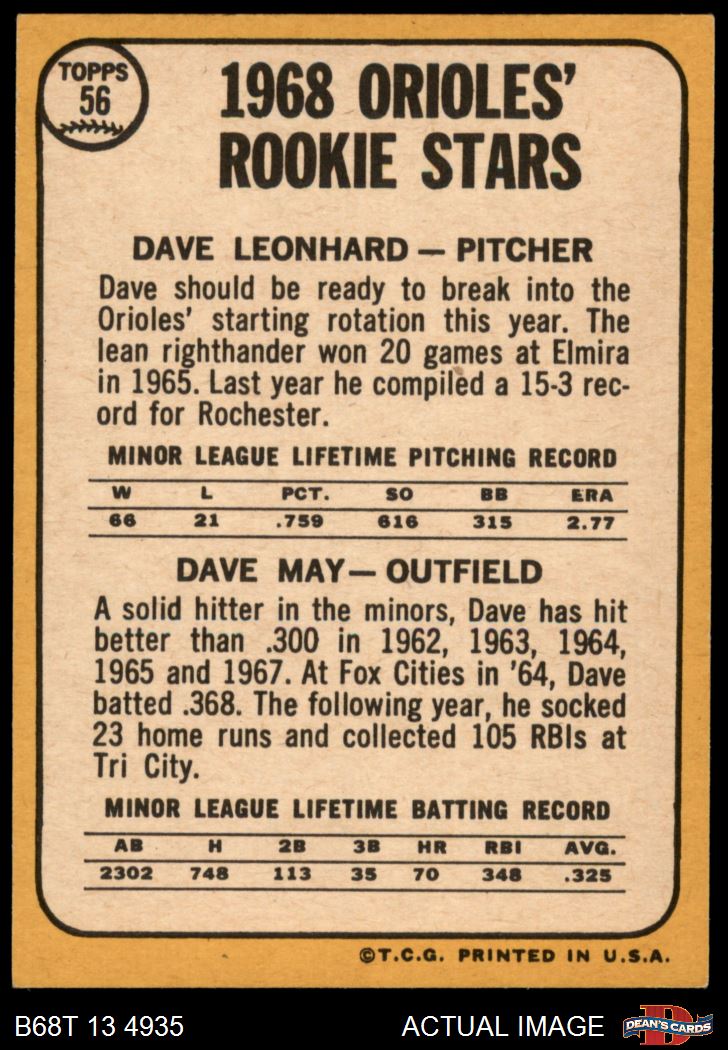 TOPPS
56
1968 ORIOLES'
ROOKIE STARS
DAVE LEONHARD — PITCHER
Dave should be ready to break into the
Orioles' starting rotation this year. The
lean righthander won 20 games at Elmira
in 1965. Last year he compiled a 15-3 rec-
ord for Rochester.
MINOR LEAGUE LIFETIME PITCHING RECORD
W L PCT. SO BB ERA
66 21 .759 616 315 2.77
DAVE MAY — OUTFIELD
A solid hitter in the minors, Dave has hit
better than .300 in 1962, 1963, 1964,
1965 and 1967. At Fox Cities in '64, Dave
batted .368. The following year, he socked
23 home runs and collected 105 RBIs at
Tri City.
MINOR LEAGUE LIFETIME BATTING RECORD
AB H 2B 3B HR RBI AVG.
2302 748 113 35 70 348 .325
©T.C.G. PRINTED IN U.S.A.
B68T 13 4935 ACTUAL IMAGE
D
DEAN'S CARDS